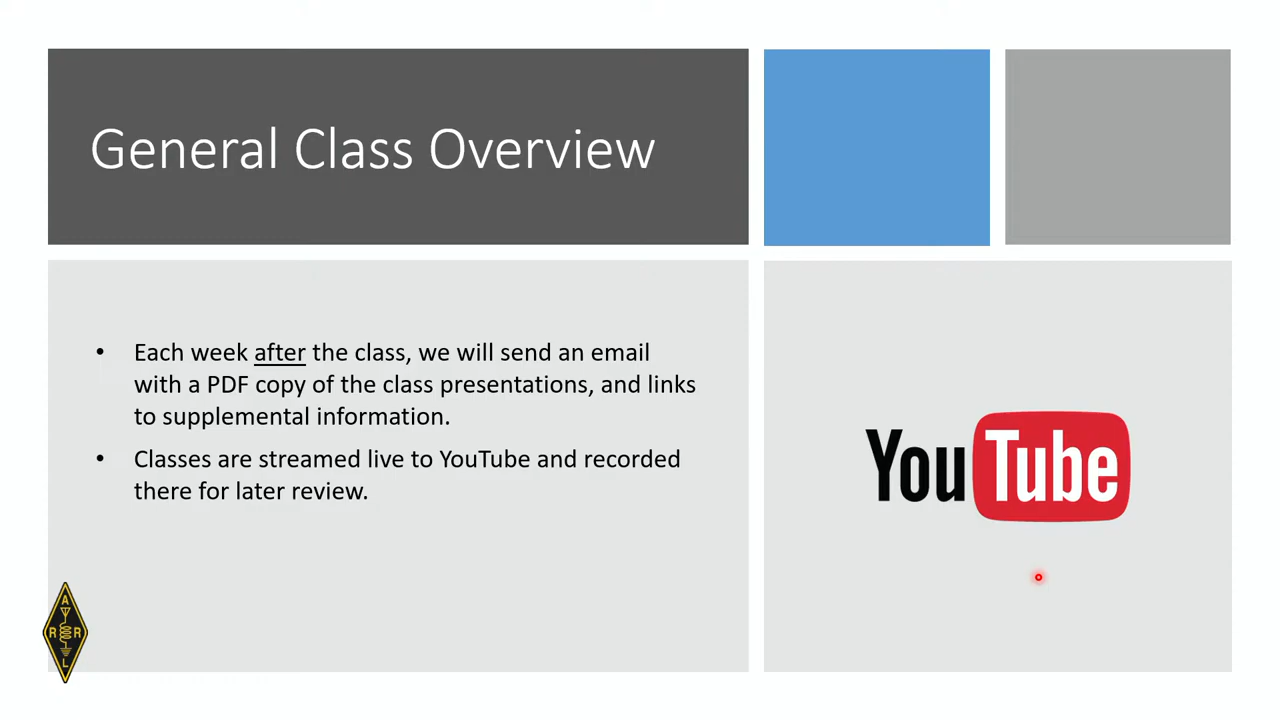 General Class Overview
• Each week after the class, we will send an email
with a PDF copy of the class presentations, and links
to supplemental information.
• Classes are streamed live to YouTube and recorded
there for later review.
YouTube
A
R R
L